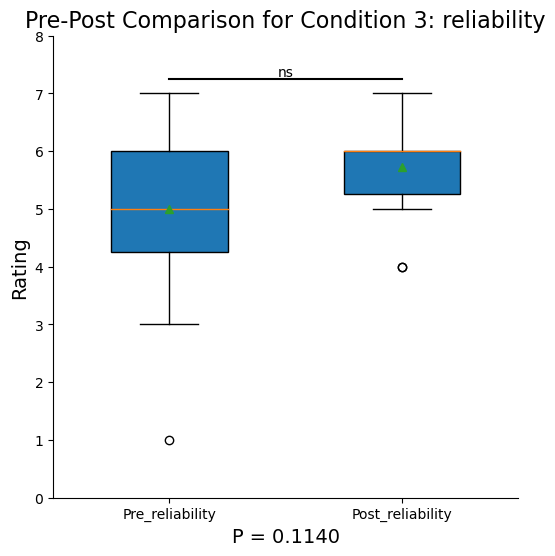 Pre-Post Comparison for Condition 3: reliability
8
ns
7
6
5
4
3
2
1
0
Rating
Pre_reliability
Post_reliability
P = 0.1140